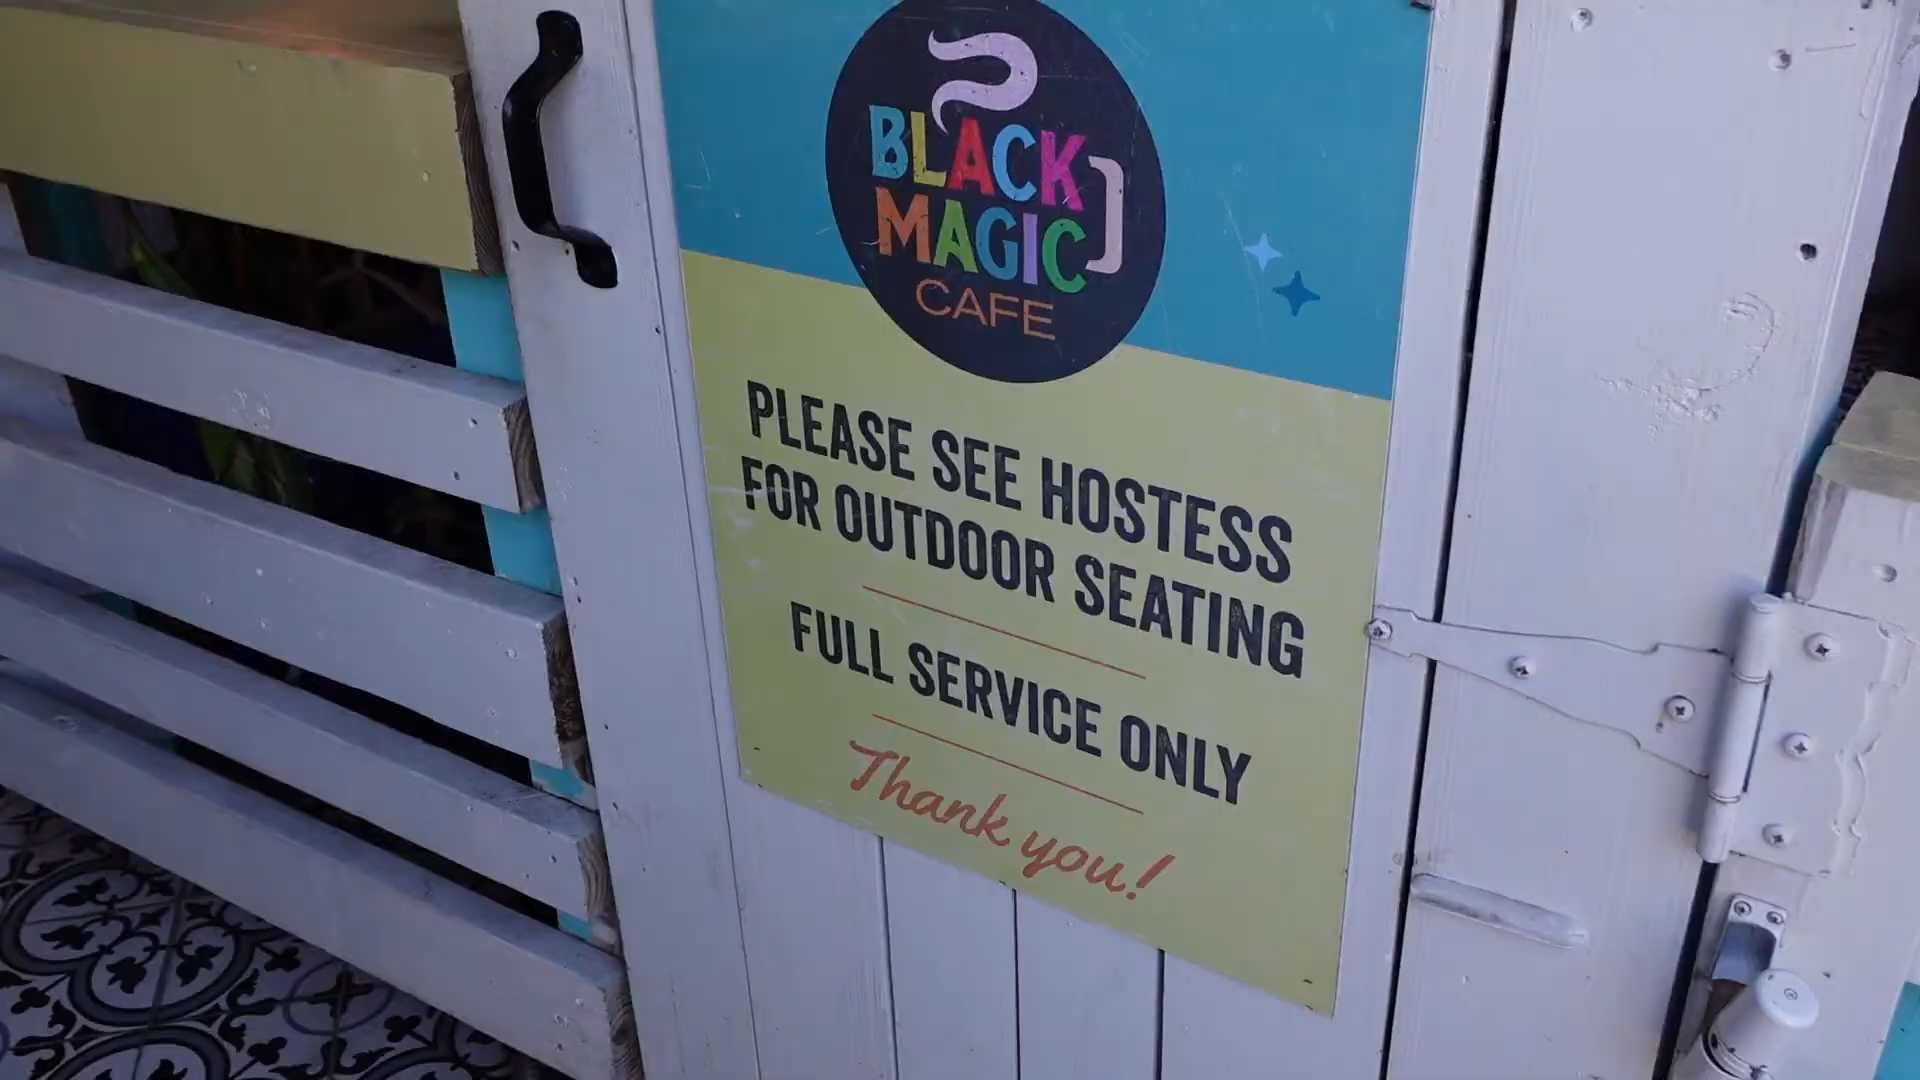 BLACK
MAGIC
CAFE
PLEASE SEE HOSTESS
FOR OUTDOOR SEATING
FULL SERVICE ONLY
Thank you!